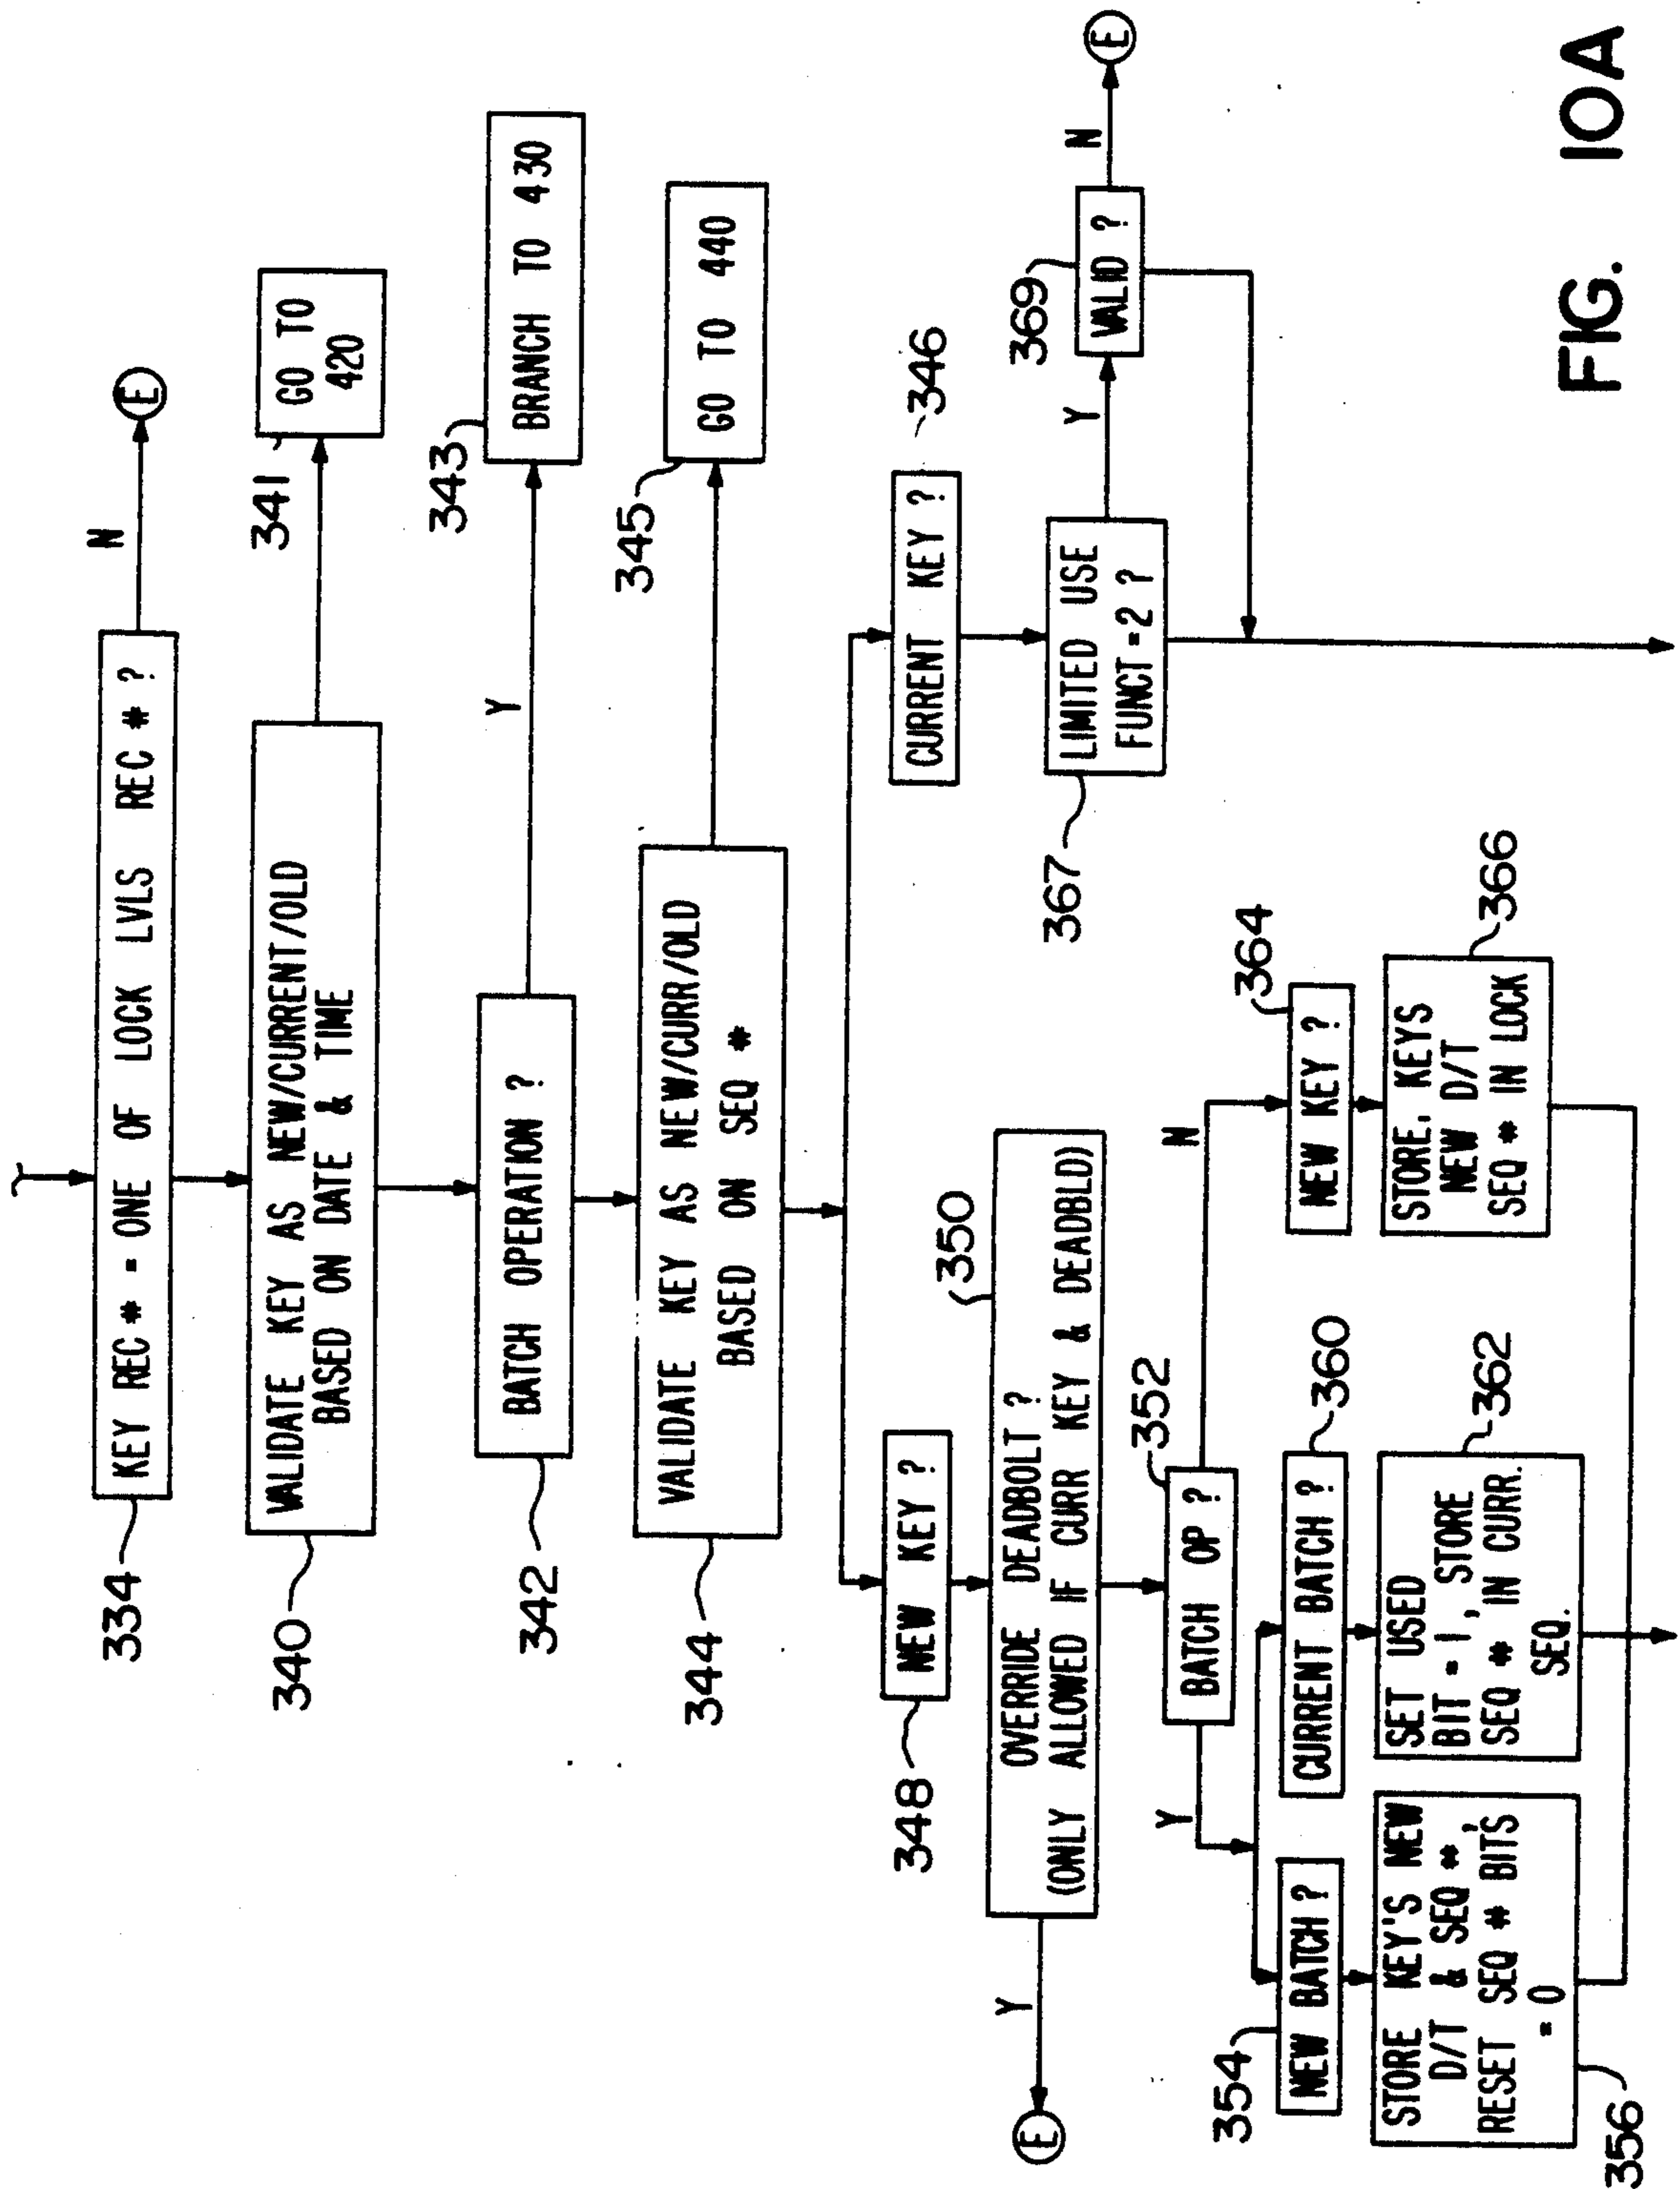 334
KEY REC # = ONE OF LOCK LVLS REC # ?
N
E
340
VALIDATE KEY AS NEW/CURRENT/OLD
BASED ON DATE & TIME
341
GO TO
420
342
BATCH OPERATION ?
Y
343
BRANCH TO 430
344
VALIDATE KEY AS NEW/CURR/OLD
BASED ON SEQ #
345
GO TO 440
348
NEW KEY ?
CURRENT KEY ?
346
E
Y
350
OVERRIDE DEADBOLT ?
(ONLY ALLOWED IF CURR KEY & DEADBLD)
367
LIMITED USE
FUNCT = 2 ?
Y
369
VALID ?
N
E
352
Y
BATCH OP ?
N
354
NEW BATCH ?
CURRENT BATCH ?
360
NEW KEY ?
364
356
STORE KEY'S NEW
D/T & SEQ #,
RESET SEQ # BITS
= 0
SET USED
BIT = 1, STORE
SEQ # IN CURR.
SEQ.
362
STORE, KEYS
NEW D/T
SEQ # IN LOCK
366
FIG. 10A